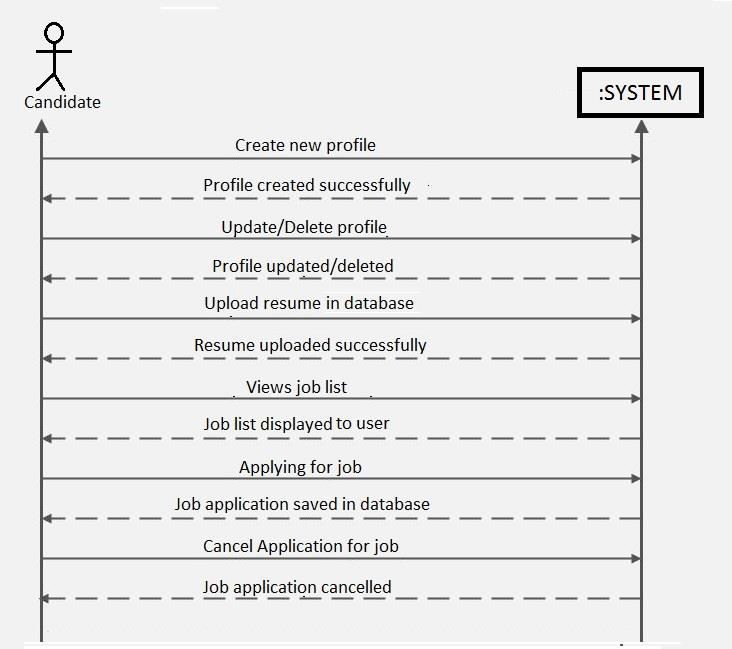 Candidate
:SYSTEM
Create new profile
Profile created successfully
Update/Delete profile
Profile updated/deleted
Upload resume in database
Resume uploaded successfully
Views job list
Job list displayed to user
Applying for job
Job application saved in database
Cancel Application for job
Job application cancelled